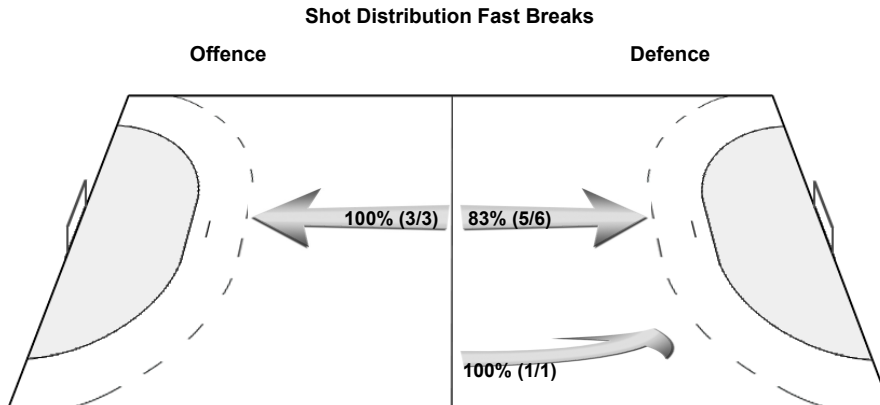 Shot Distribution Fast Breaks
Offence Defence
100% (3/3) 83% (5/6)
100% (1/1)